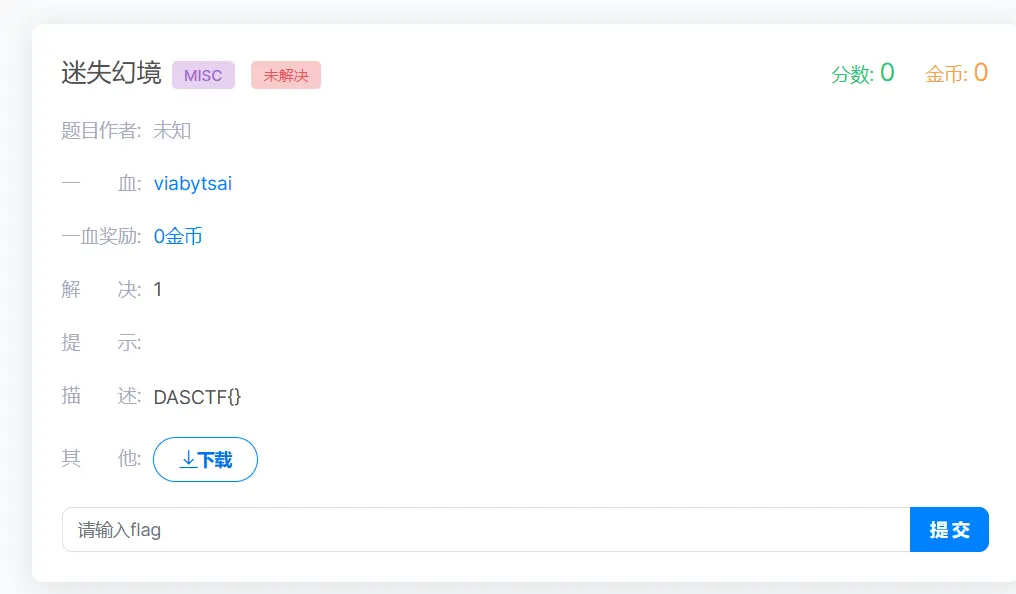 迷失幻境 MISC 未解决 分数: 0 金币: 0
题目作者: 未知
一 血: viabytsai
一血奖励: 0金币
解 决: 1
提 示:
描 述: DASCTF{}
其 他: 下载
请输入flag 提交